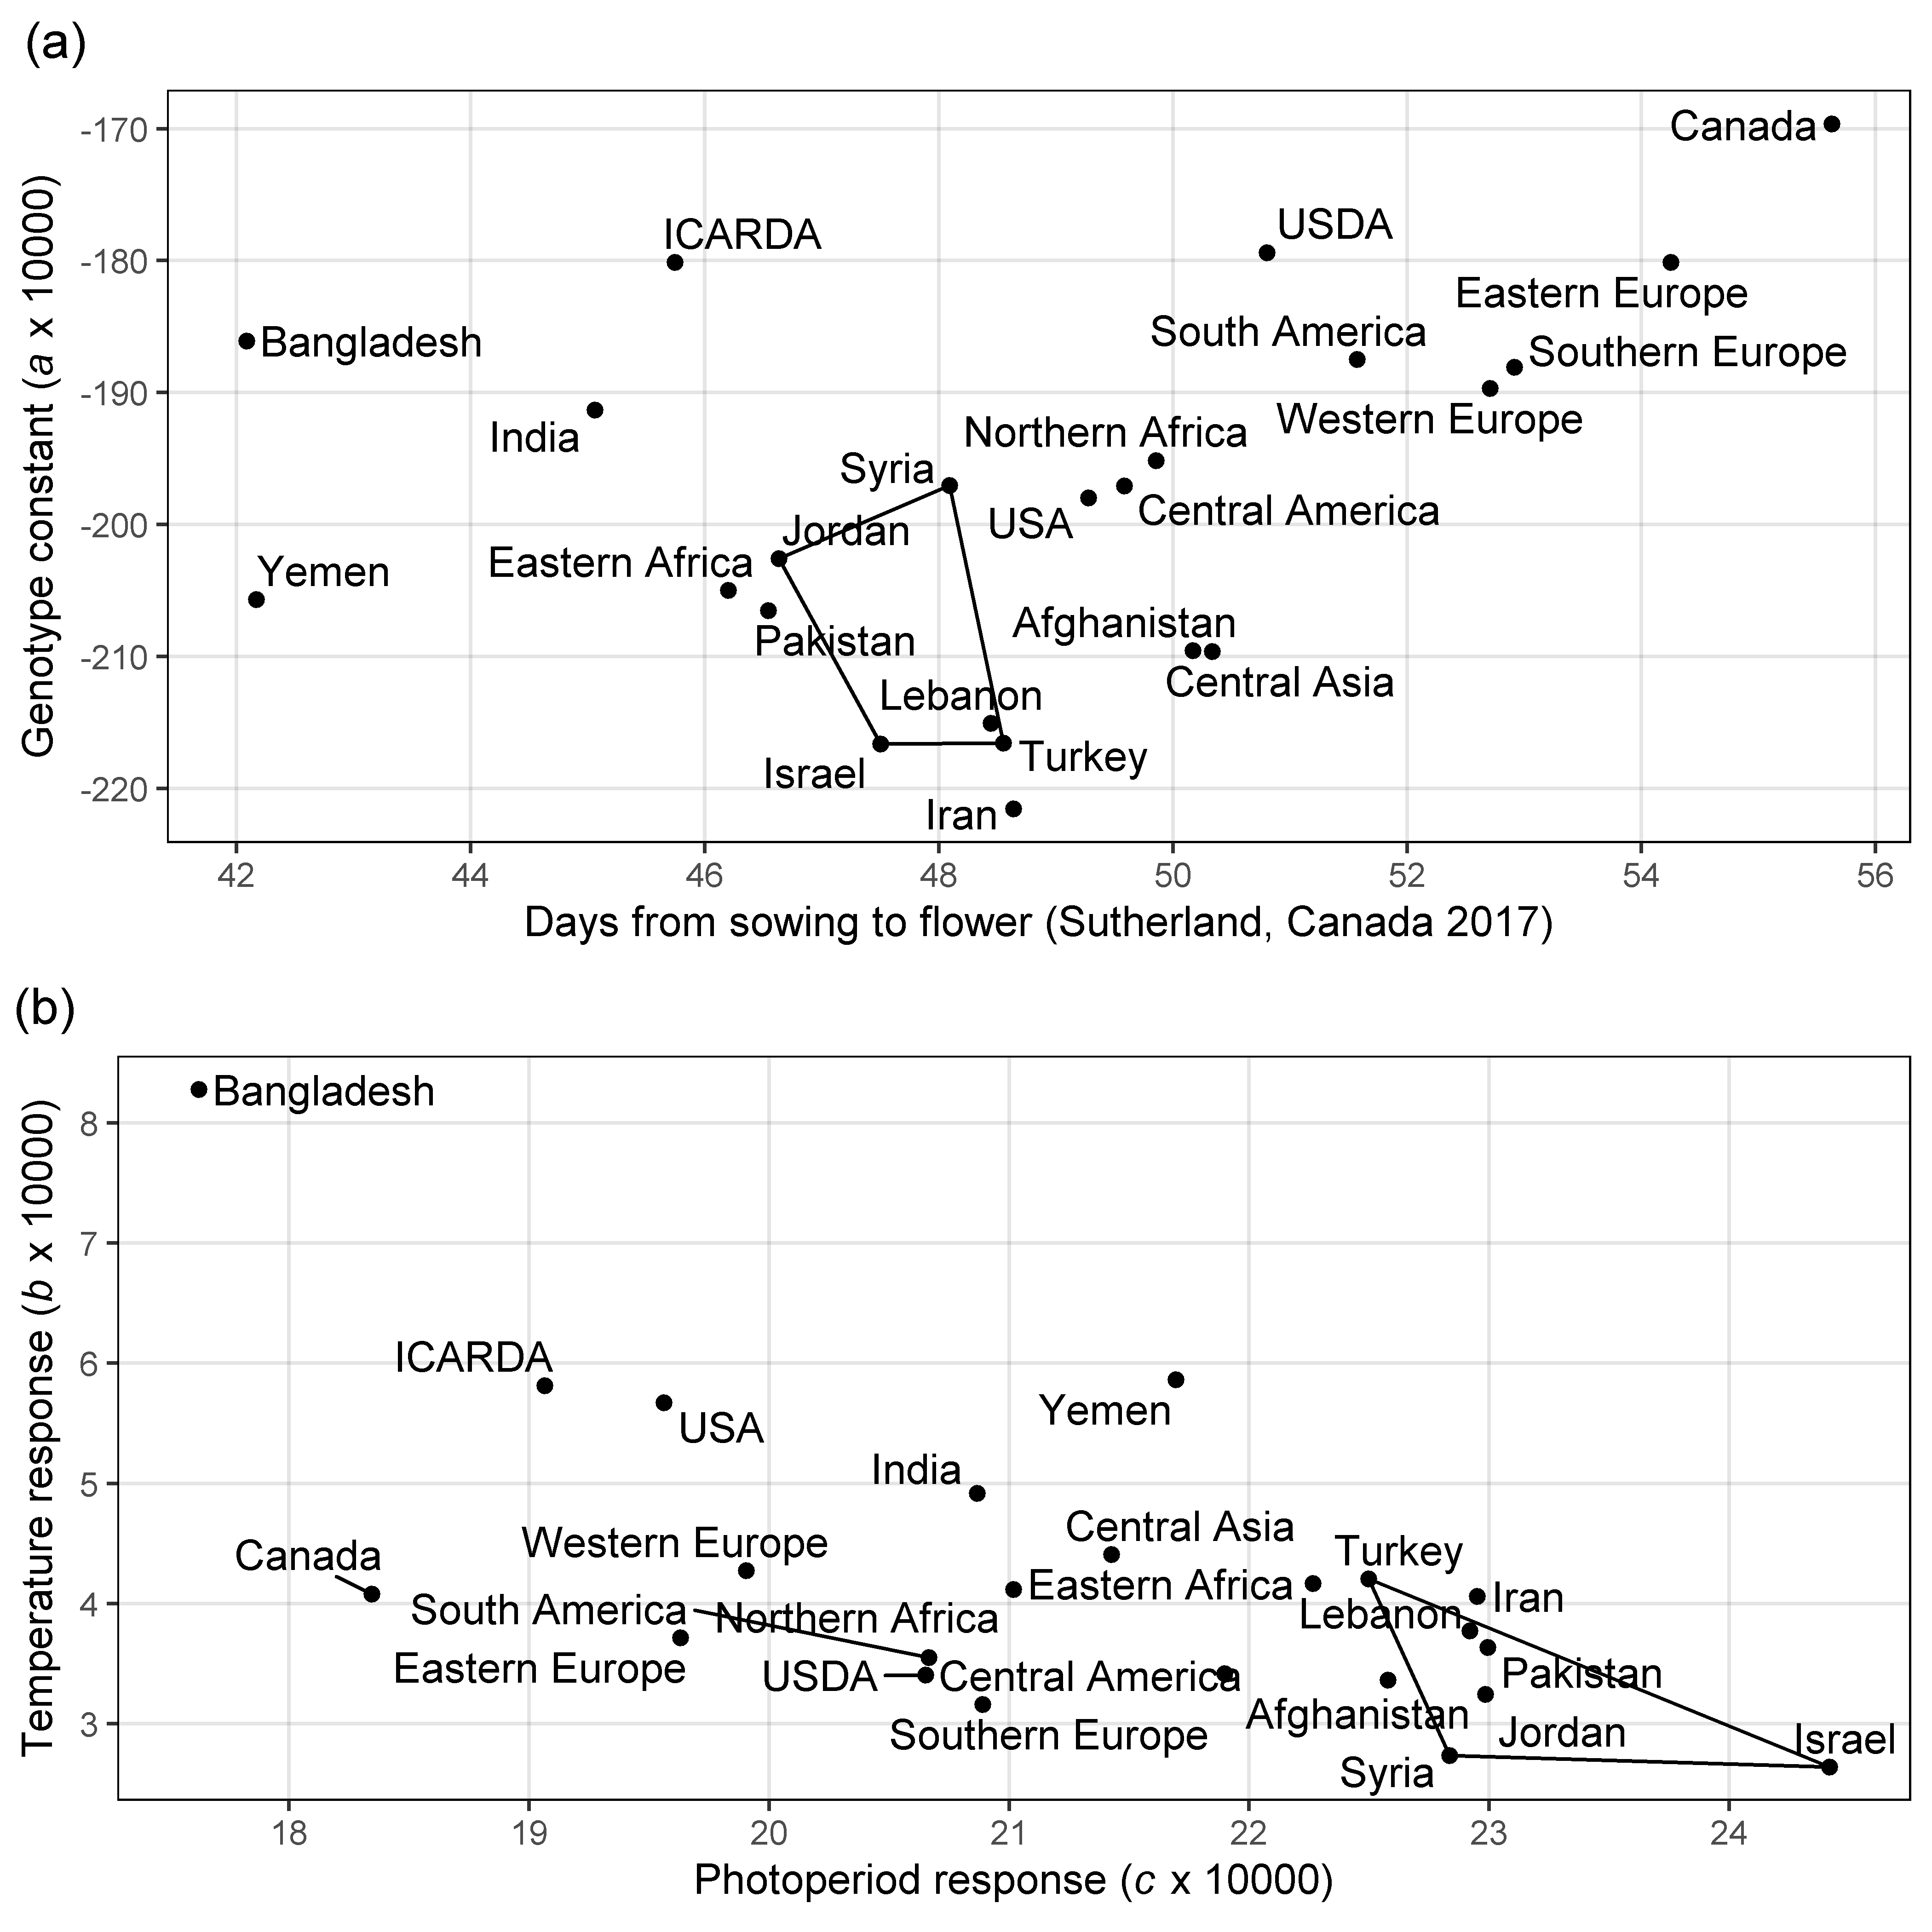 (a)
-170
Canada
ICARDA
USDA
-180
Eastern Europe
South America
Bangladesh
Southern Europe
-190
Western Europe
India
Northern Africa
Syria
Central America
-200
USA
Jordan
Eastern Africa
Yemen
Afghanistan
Pakistan
-210
Central Asia
Lebanon
Turkey
Israel
-220
Iran
42 44 46 48 50 52 54 56
Days from sowing to flower (Sutherland, Canada 2017)
Genotype constant (a x 10000)
(b)
Bangladesh
8
7
ICARDA
6
Yemen
USA
India
5
Central Asia
Western Europe
Turkey
Canada
Eastern Africa
Iran
4
South America
Northern Africa
Lebanon
Eastern Europe
USDA
Central America
Pakistan
Afghanistan
3
Southern Europe
Jordan
Israel
Syria
18 19 20 21 22 23 24
Photoperiod response (c x 10000)
Temperature response (b x 10000)